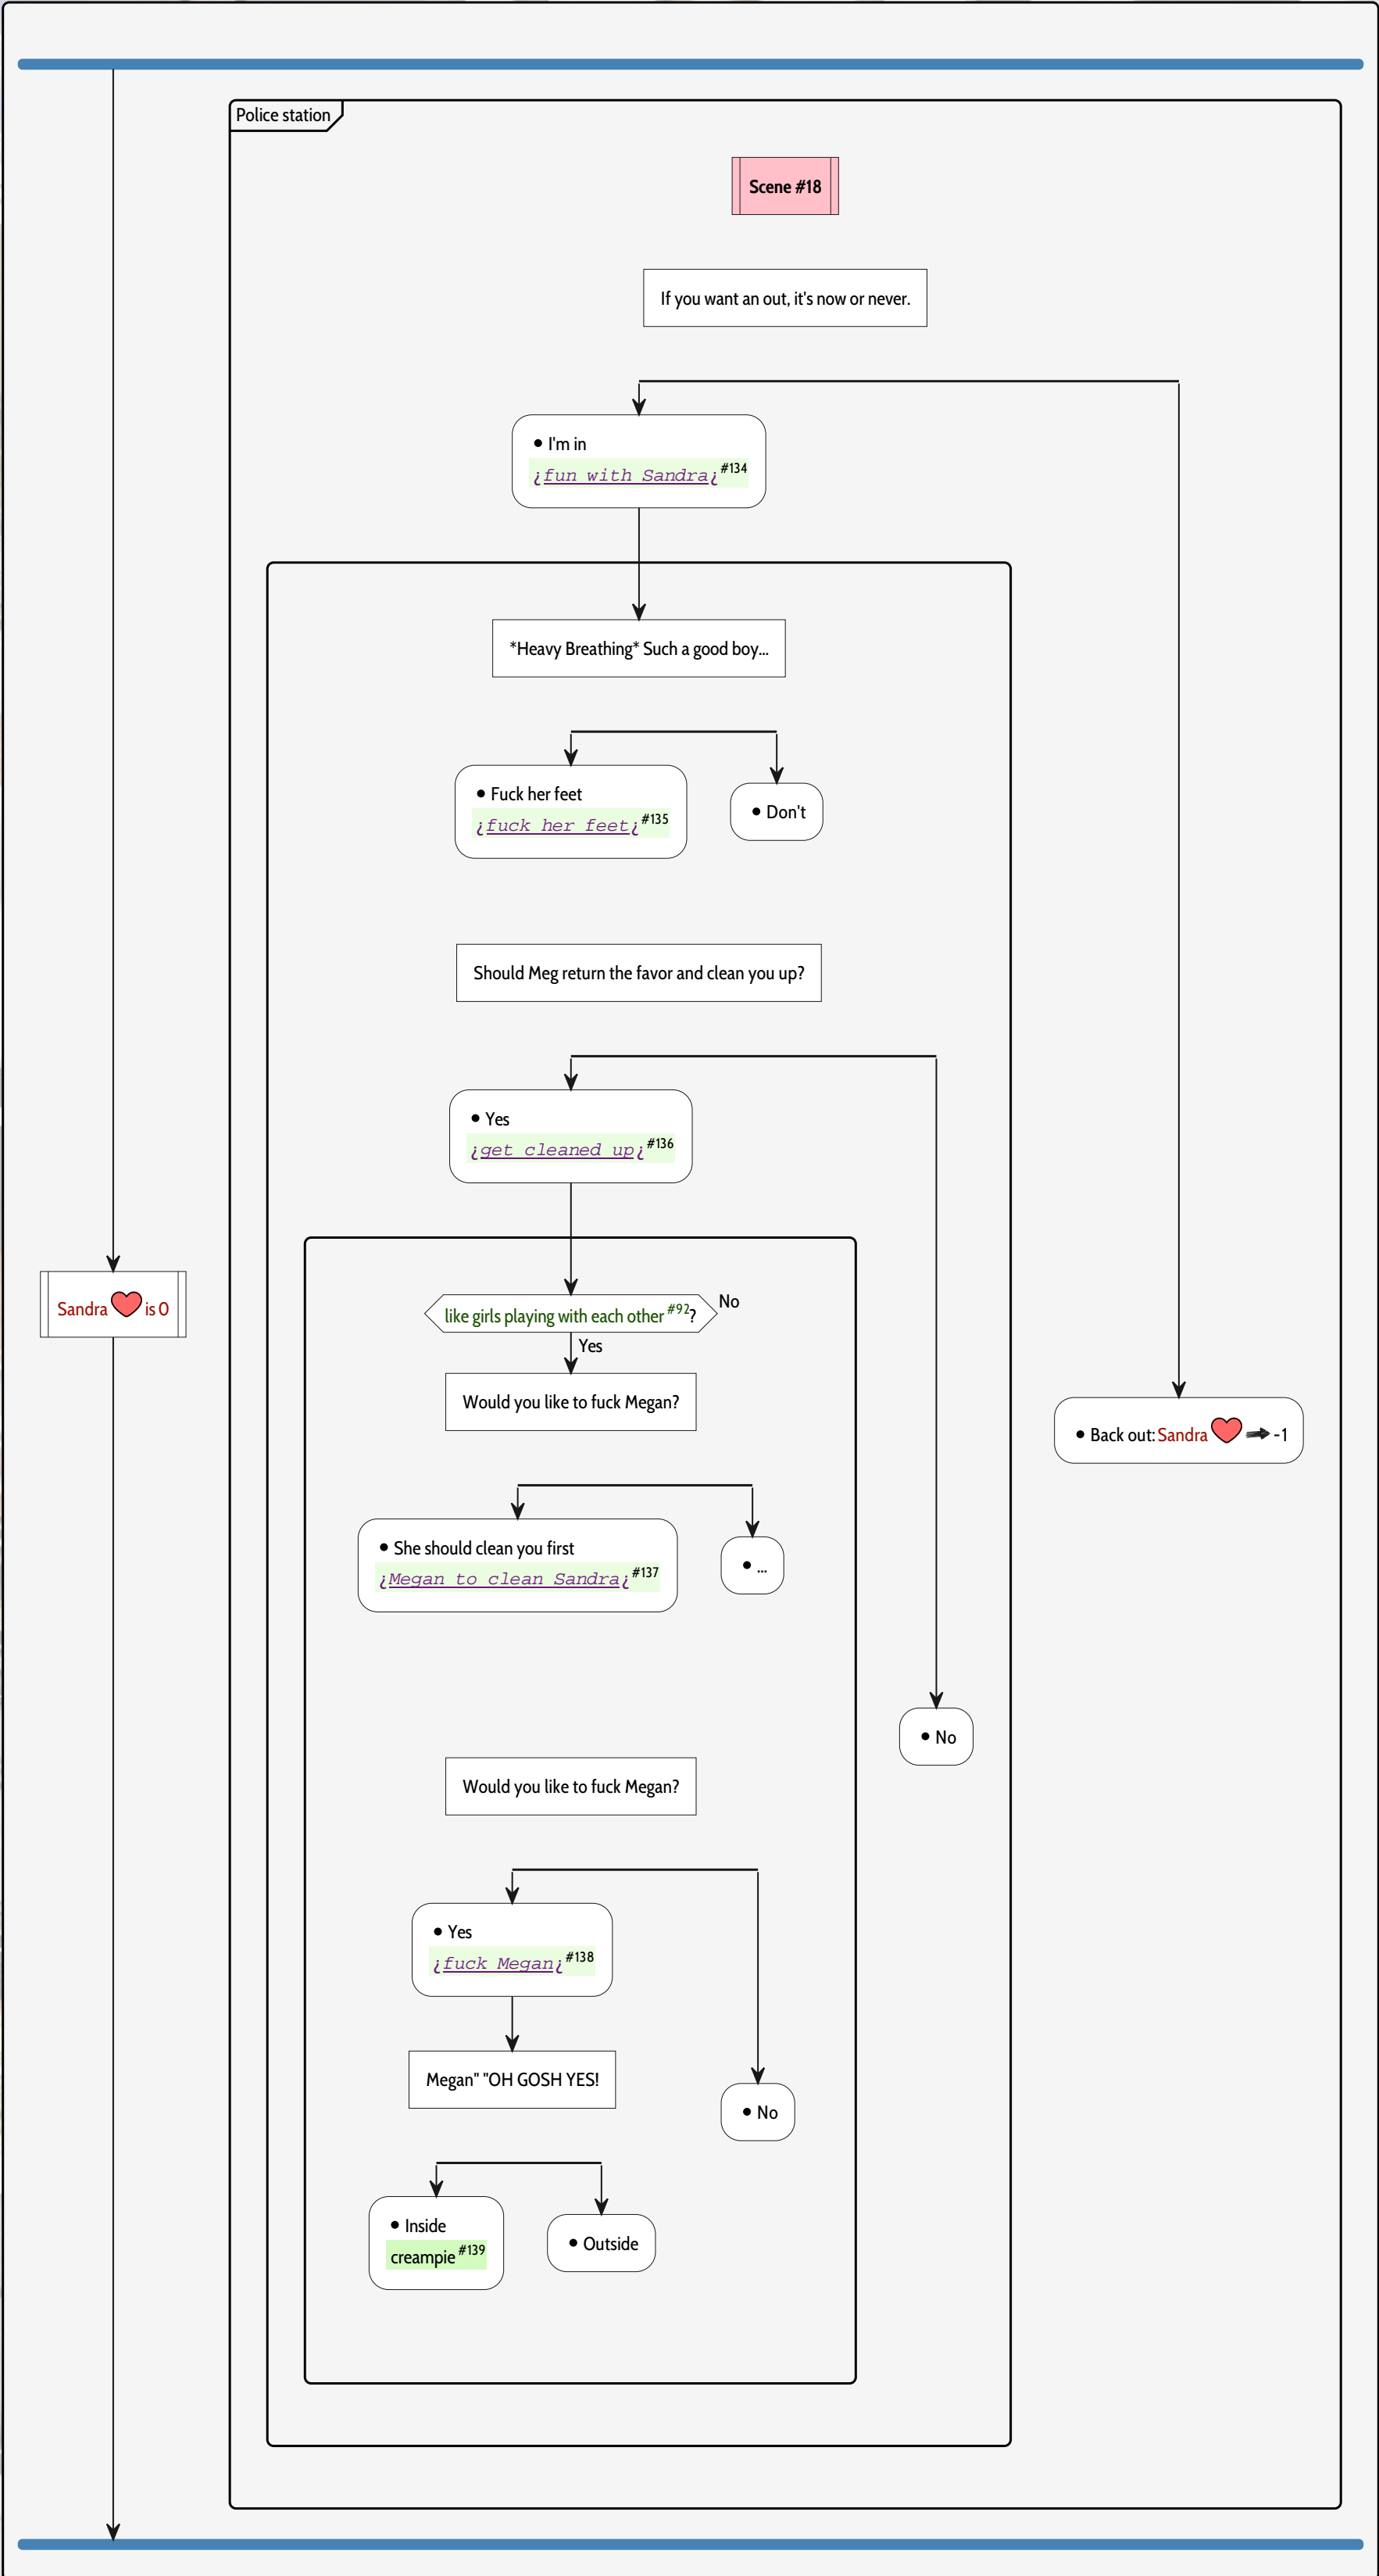 Police station
Scene #18
If you want an out, it's now or never.
• I'm in
¿fun with Sandra¿ #134
*Heavy Breathing* Such a good boy...
• Fuck her feet
¿fuck her feet¿ #135
• Don't
Should Meg return the favor and clean you up?
• Yes
¿get cleaned up¿ #136
Sandra ❤ is 0
like girls playing with each other #92?
No
Yes
Would you like to fuck Megan?
• Back out: Sandra ❤ ➡ -1
• She should clean you first
¿Megan to clean Sandra¿ #137
• ...
• No
Would you like to fuck Megan?
• Yes
¿fuck Megan¿ #138
Megan" "OH GOSH YES!
• No
• Inside
creampie #139
• Outside